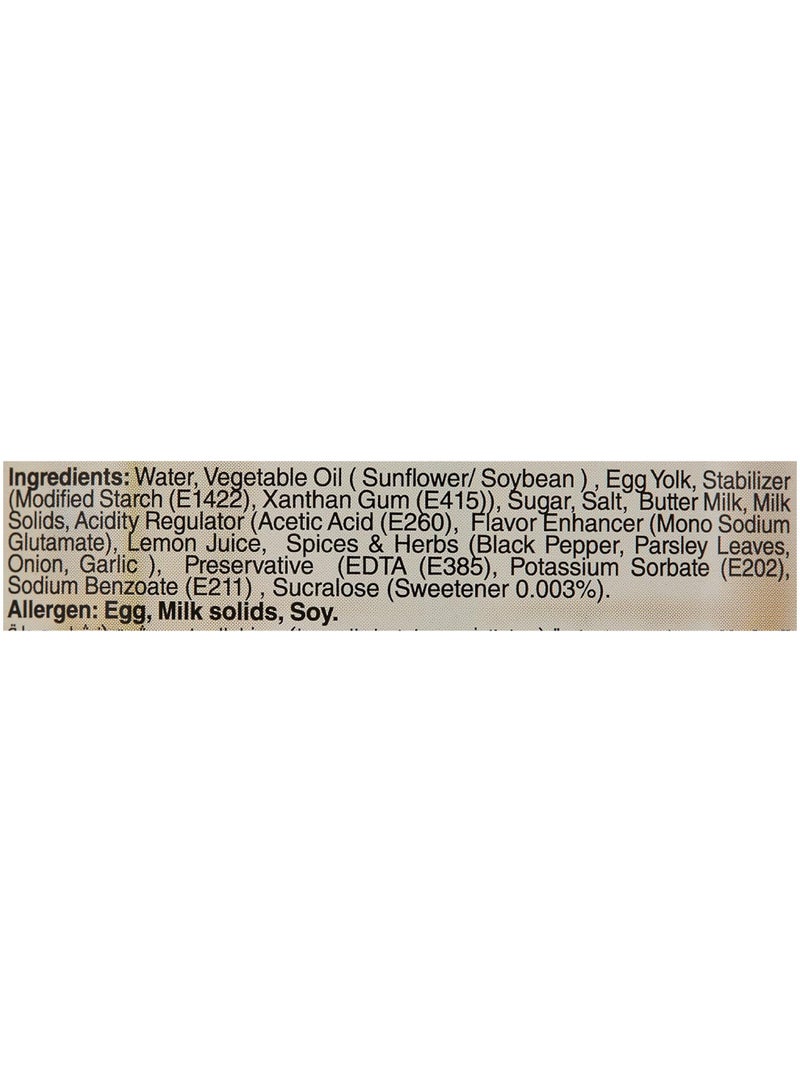 Ingredients: Water, Vegetable Oil ( Sunflower/ Soybean ) , Egg Yolk, Stabilizer
(Modified Starch (E1422), Xanthan Gum (E415)), Sugar, Salt, Butter Milk, Milk
Solids, Acidity Regulator (Acetic Acid (E260), Flavor Enhancer (Mono Sodium
Glutamate), Lemon Juice, Spices & Herbs (Black Pepper, Parsley Leaves,
Onion, Garlic ), Preservative (EDTA (E385), Potassium Sorbate (E202),
Sodium Benzoate (E211) , Sucralose (Sweetener 0.003%).
Allergen: Egg, Milk solids, Soy.